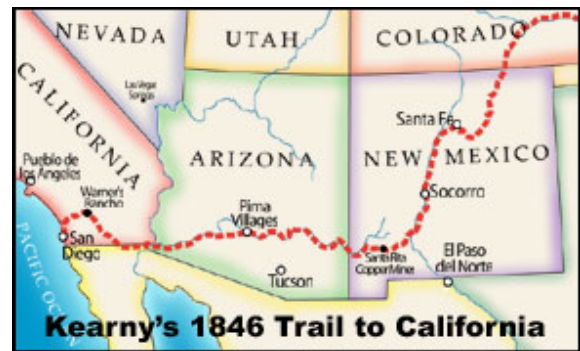 NEVADA
UTAH
COLORADO
CALIFORNIA
Las Vegas
Springs
Santa Fe
ARIZONA
NEW MEXICO
Pueblo de
los Angeles
Warner's
Rancho
Pima
Villages
Socorro
San
Diego
Santa Rita
Copper Mines
El Paso
del Norte
Tucson
PACIFIC OCEAN
Kearny's 1846 Trail to California